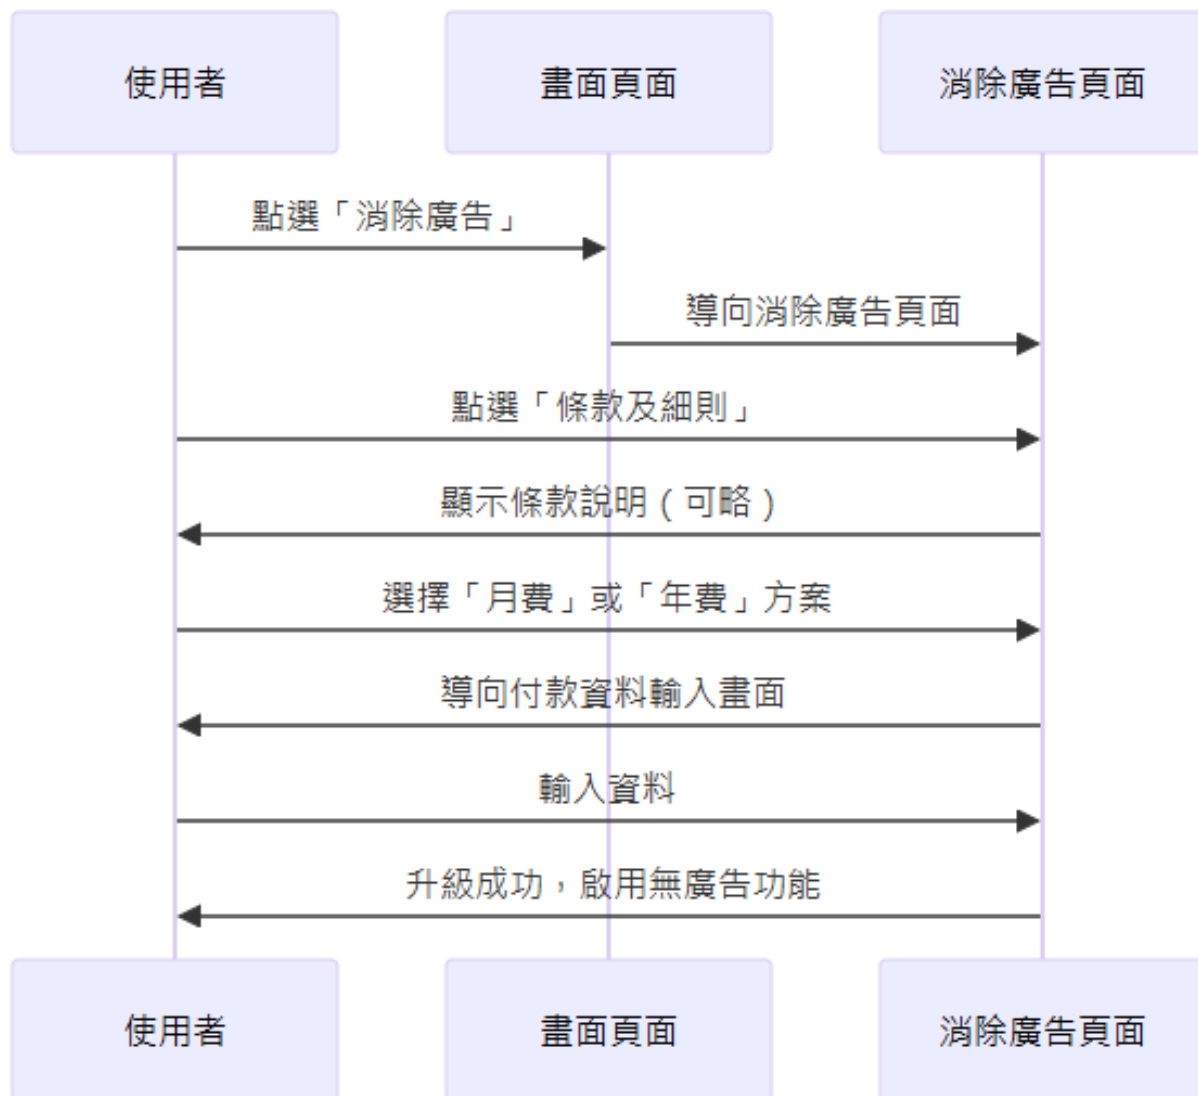 使用者
畫面頁面
消除廣告頁面
點選「消除廣告」
導向消除廣告頁面
點選「條款及細則」
顯示條款說明（可略）
選擇「月費」或「年費」方案
導向付款資料輸入畫面
輸入資料
升級成功，啟用無廣告功能
使用者
畫面頁面
消除廣告頁面